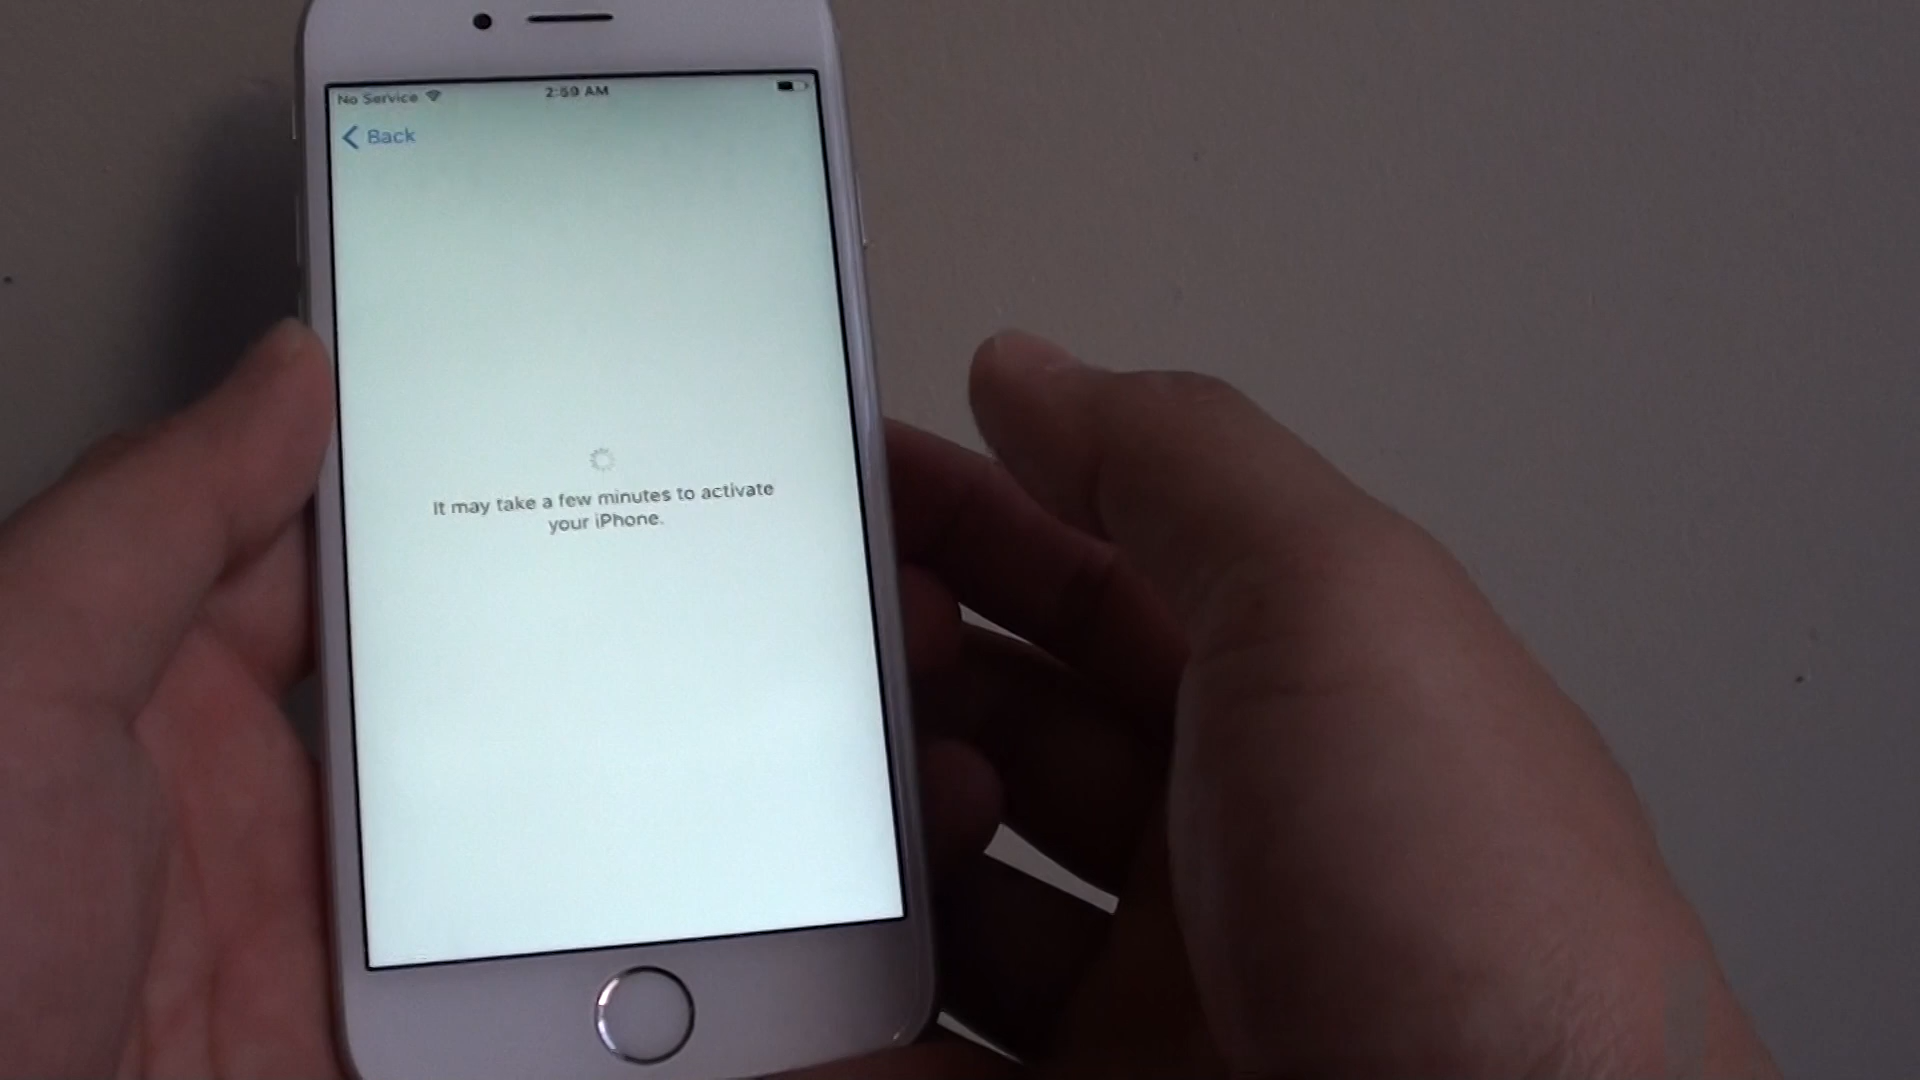 No Service 2:59 AM
Back
It may take a few minutes to activate
your iPhone.